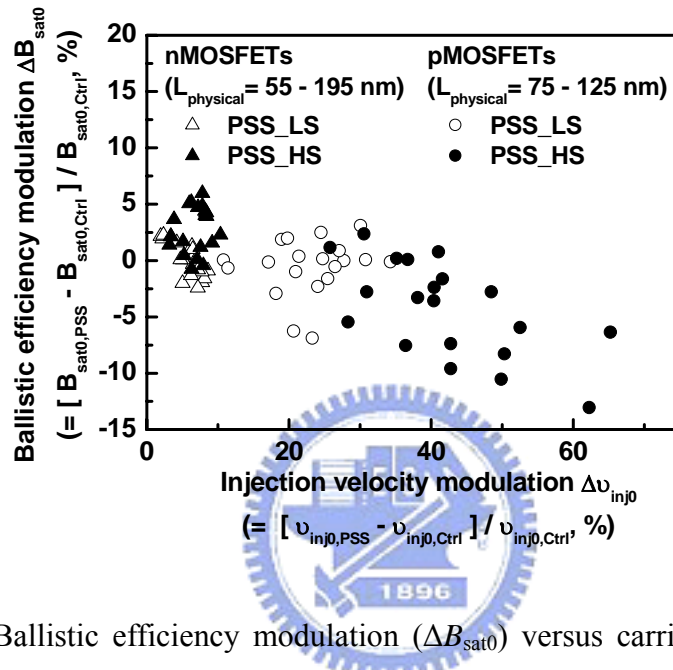 Ballistic efficiency modulation ΔB_sat0
(= [ B_sat0,PSS - B_sat0,Ctrl ] / B_sat0,Ctrl, %)
20
15
10
5
0
-5
-10
-15
nMOSFETs
(L_physical= 55 - 195 nm)
△ PSS_LS
▲ PSS_HS
pMOSFETs
(L_physical= 75 - 125 nm)
○ PSS_LS
● PSS_HS
0 20 40 60
Injection velocity modulation Δυ_inj0
(= [ υ_inj0,PSS - υ_inj0,Ctrl ] / υ_inj0,Ctrl, %)
1896
Ballistic efficiency modulation (ΔB_sat0) versus carri